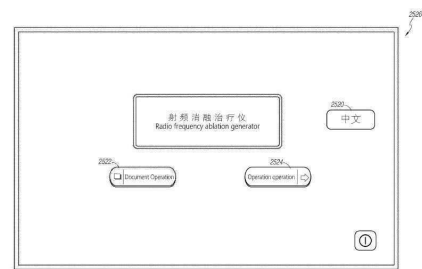 2526
射频消融治疗仪
Radio frequency ablation generator
2520
中文
2522
Document Operation
2524
Operation operation